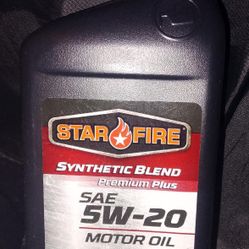 STAR FIRE
SYNTHETIC BLEND
Premium Plus
SAE
5W-20
MOTOR OIL